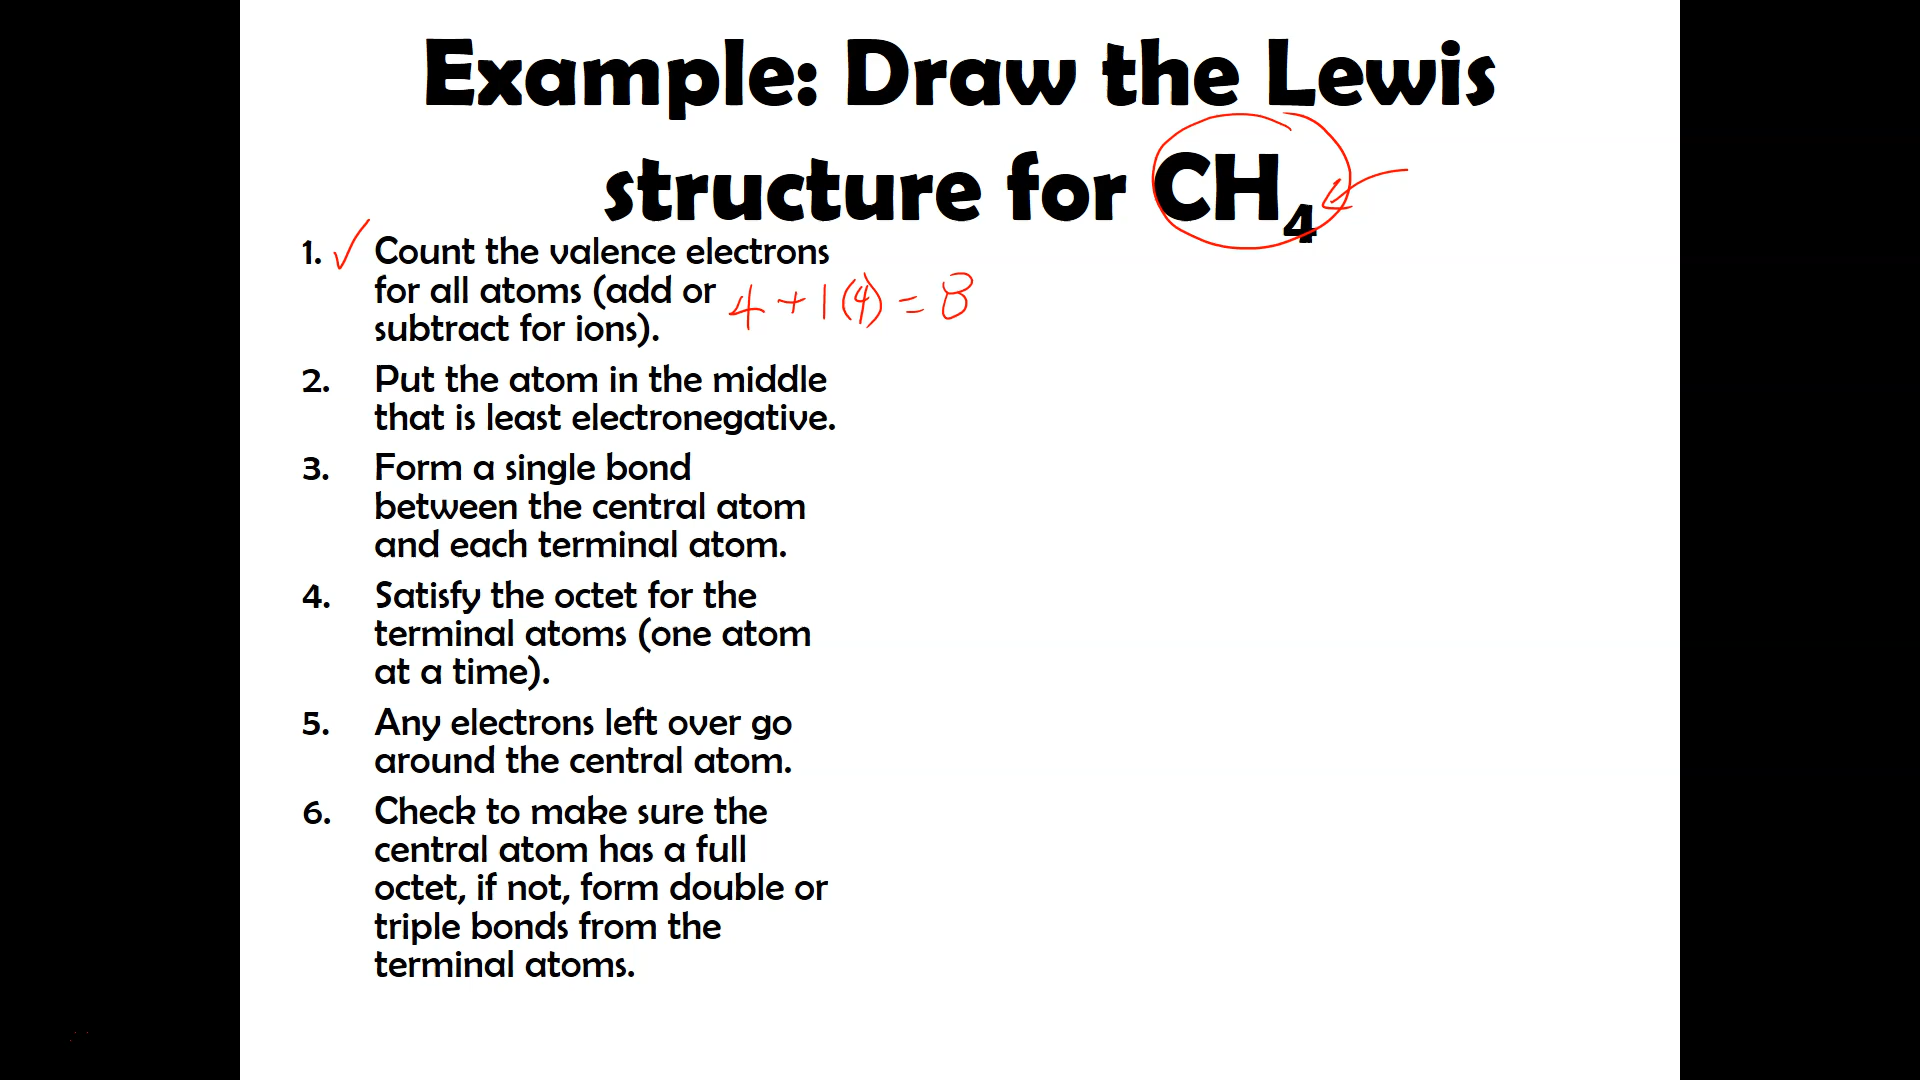 Example: Draw the Lewis
structure for CH₄
1. ✓ Count the valence electrons
for all atoms (add or
subtract for ions).
4 + 1 (4) = 8
2. Put the atom in the middle
that is least electronegative.
3. Form a single bond
between the central atom
and each terminal atom.
4. Satisfy the octet for the
terminal atoms (one atom
at a time).
5. Any electrons left over go
around the central atom.
6. Check to make sure the
central atom has a full
octet, if not, form double or
triple bonds from the
terminal atoms.